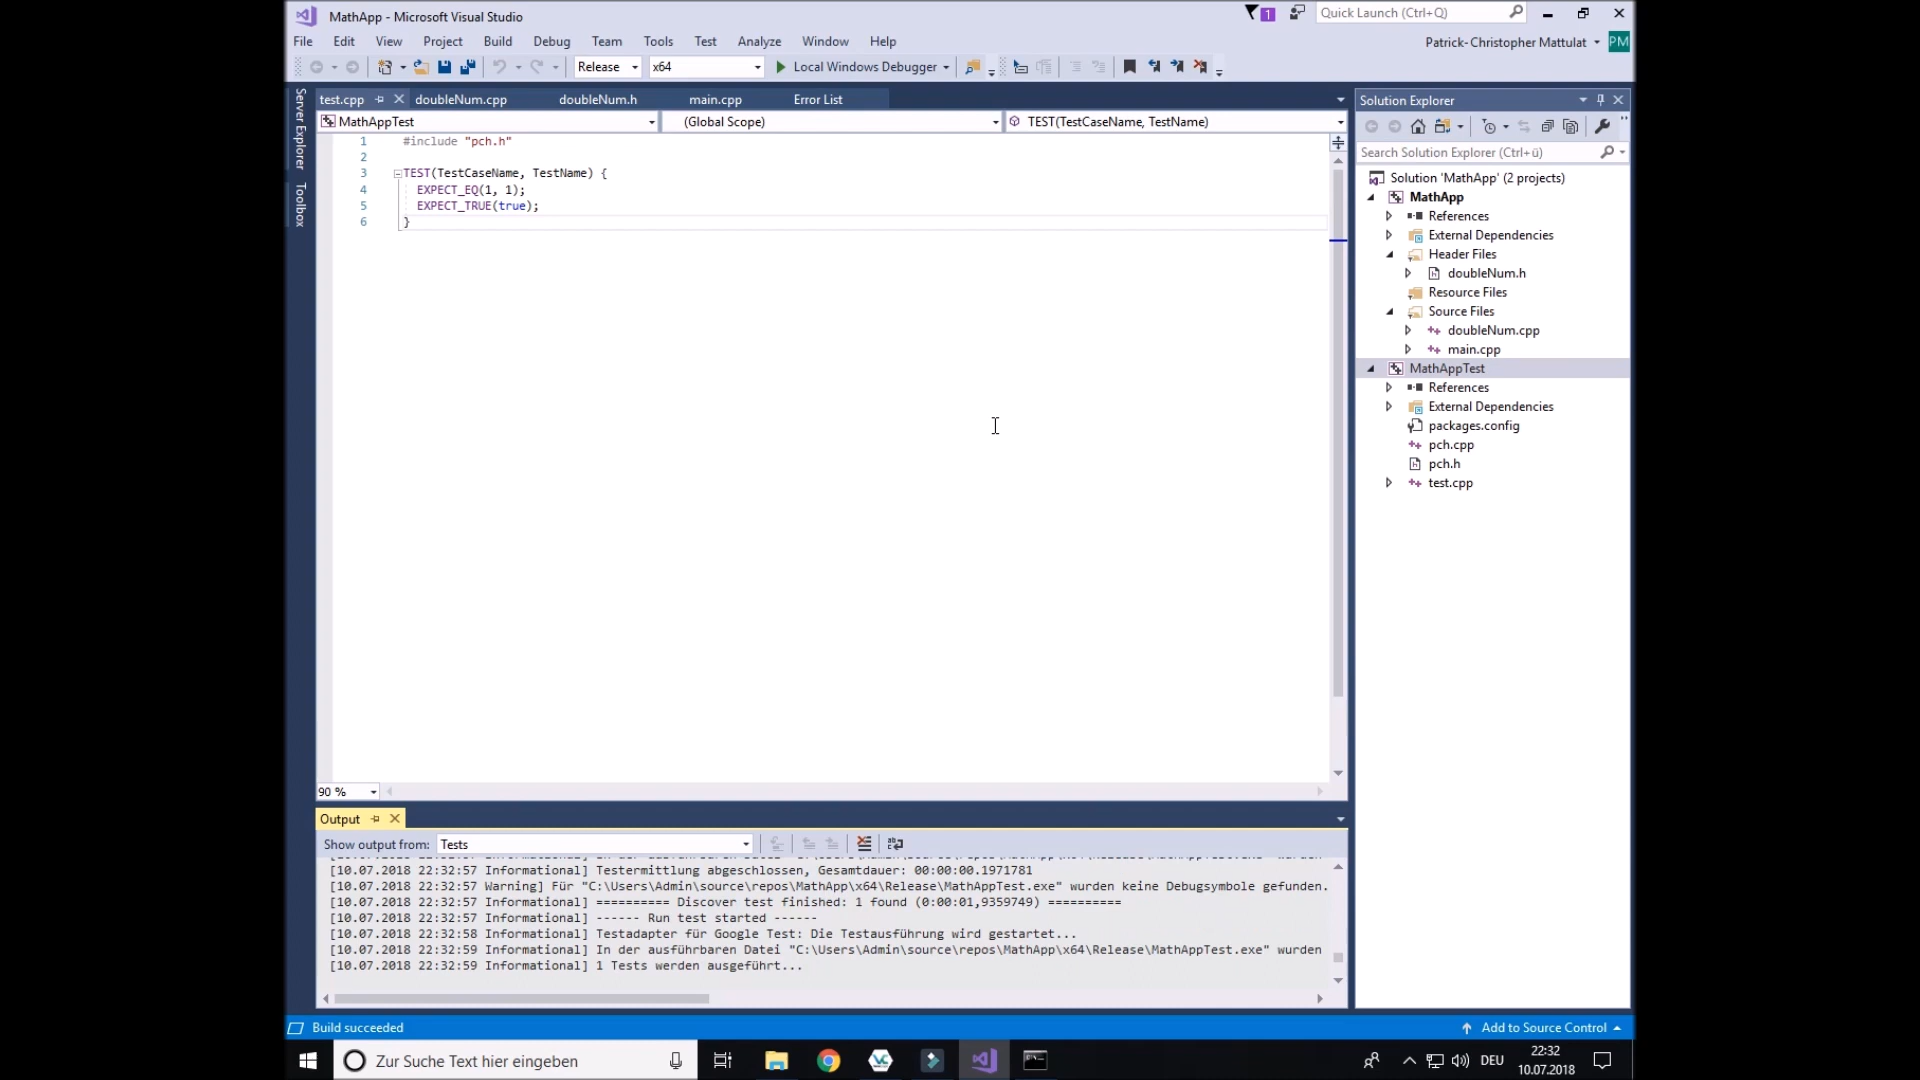 MathApp - Microsoft Visual Studio
1
Quick Launch (Ctrl+Q)
File Edit View Project Build Debug Team Tools Test Analyze Window Help
Patrick-Christopher Mattulat
PM
Release x64 Local Windows Debugger
Server Explorer
Toolbox
test.cpp doubleNum.cpp doubleNum.h main.cpp Error List
MathAppTest (Global Scope) TEST(TestCaseName, TestName)
1 #include "pch.h"
2
3 TEST(TestCaseName, TestName) {
4 EXPECT_EQ(1, 1);
5 EXPECT_TRUE(true);
6 }
90 %
Solution Explorer
Search Solution Explorer (Ctrl+ü)
Solution 'MathApp' (2 projects)
MathApp
References
External Dependencies
Header Files
doubleNum.h
Resource Files
Source Files
doubleNum.cpp
main.cpp
MathAppTest
References
External Dependencies
packages.config
pch.cpp
pch.h
test.cpp
Output
Show output from: Tests
[10.07.2018 22:32:57 Informational] Testermittlung abgeschlossen, Gesamtdauer: 00:00:00.1971781
[10.07.2018 22:32:57 Warning] Für "C:\Users\Admin\source\repos\MathApp\x64\Release\MathAppTest.exe" wurden keine Debugsymbole gefunden.
[10.07.2018 22:32:57 Informational] ========== Discover test finished: 1 found (0:00:01,9359749) ==========
[10.07.2018 22:32:57 Informational] ------ Run test started ------
[10.07.2018 22:32:58 Informational] Testadapter für Google Test: Die Testausführung wird gestartet...
[10.07.2018 22:32:59 Informational] In der ausführbaren Datei "C:\Users\Admin\source\repos\MathApp\x64\Release\MathAppTest.exe" wurden
[10.07.2018 22:32:59 Informational] 1 Tests werden ausgeführt...
Build succeeded
Add to Source Control
Zur Suche Text hier eingeben
DEU
22:32
10.07.2018